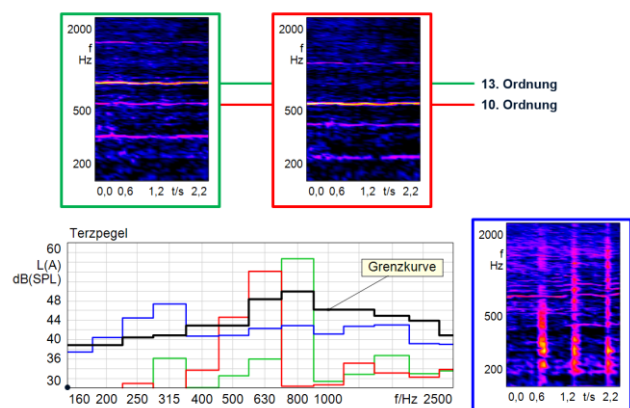 2000
f
Hz
500
200
0,0 0,6 1,2 t/s 2,2
2000
f
Hz
500
200
0,0 0,6 1,2 t/s 2,2
13. Ordnung
10. Ordnung
Terzpegel
60
L(A)
dB(SPL)
48
44
40
36
30
160 200 250 315 400 500 630 800 1000 f/Hz 2500
Grenzkurve
2000
f
Hz
500
200
0,0 0,6 1,2 t/s 2,2